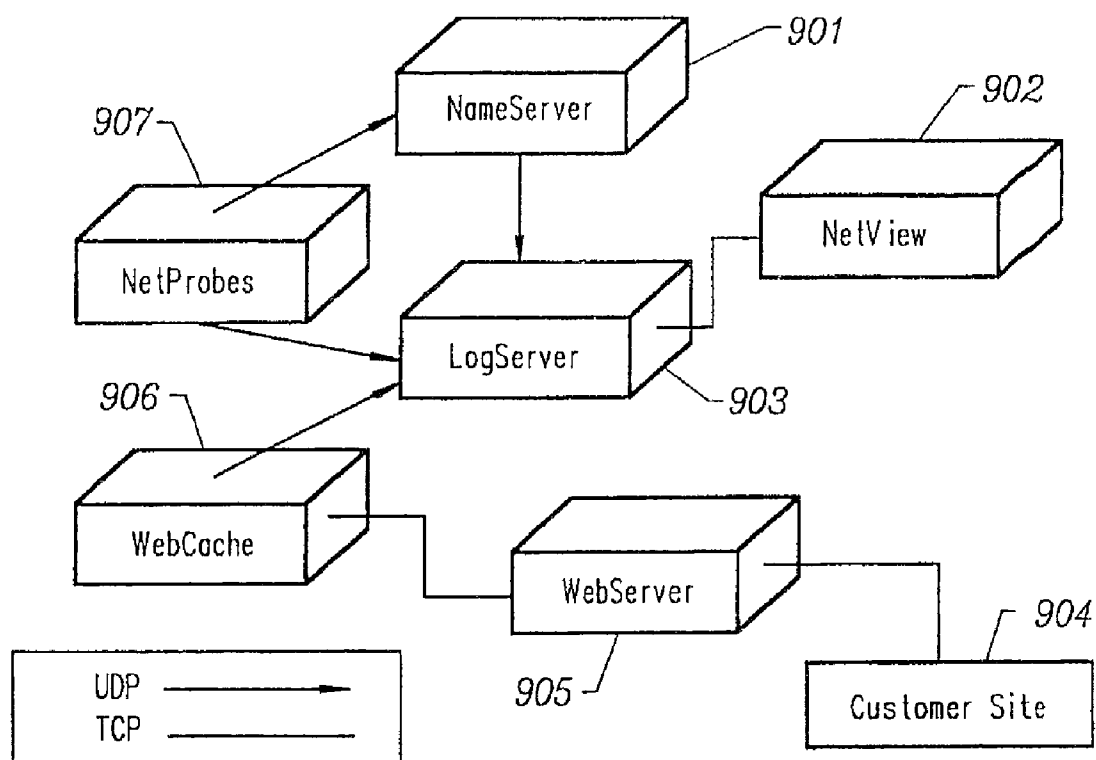 901
NameServer
902
907
NetView
NetProbes
LogServer
903
906
WebCache
WebServer
904
905
Customer Site
UDP
TCP